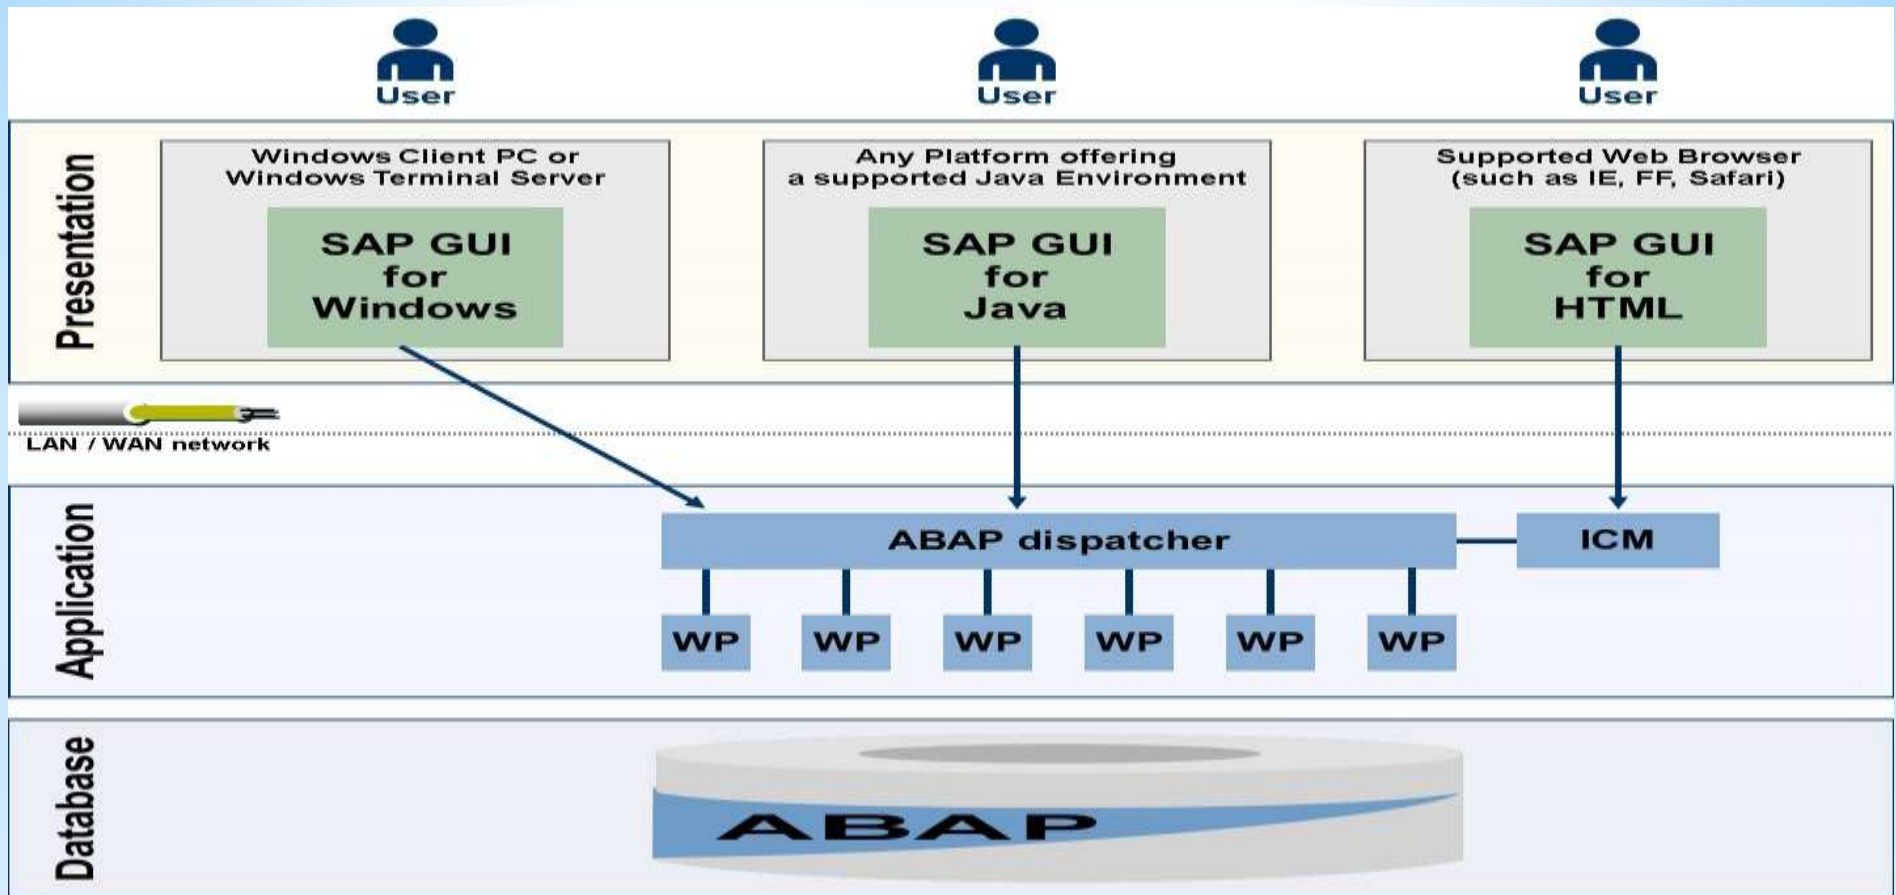 User
User
User
Presentation
Windows Client PC or
Windows Terminal Server
SAP GUI
for
Windows
Any Platform offering
a supported Java Environment
SAP GUI
for
Java
Supported Web Browser
(such as IE, FF, Safari)
SAP GUI
for
HTML
LAN / WAN network
Application
ABAP dispatcher
ICM
WP
WP
WP
WP
WP
WP
Database
ABAP